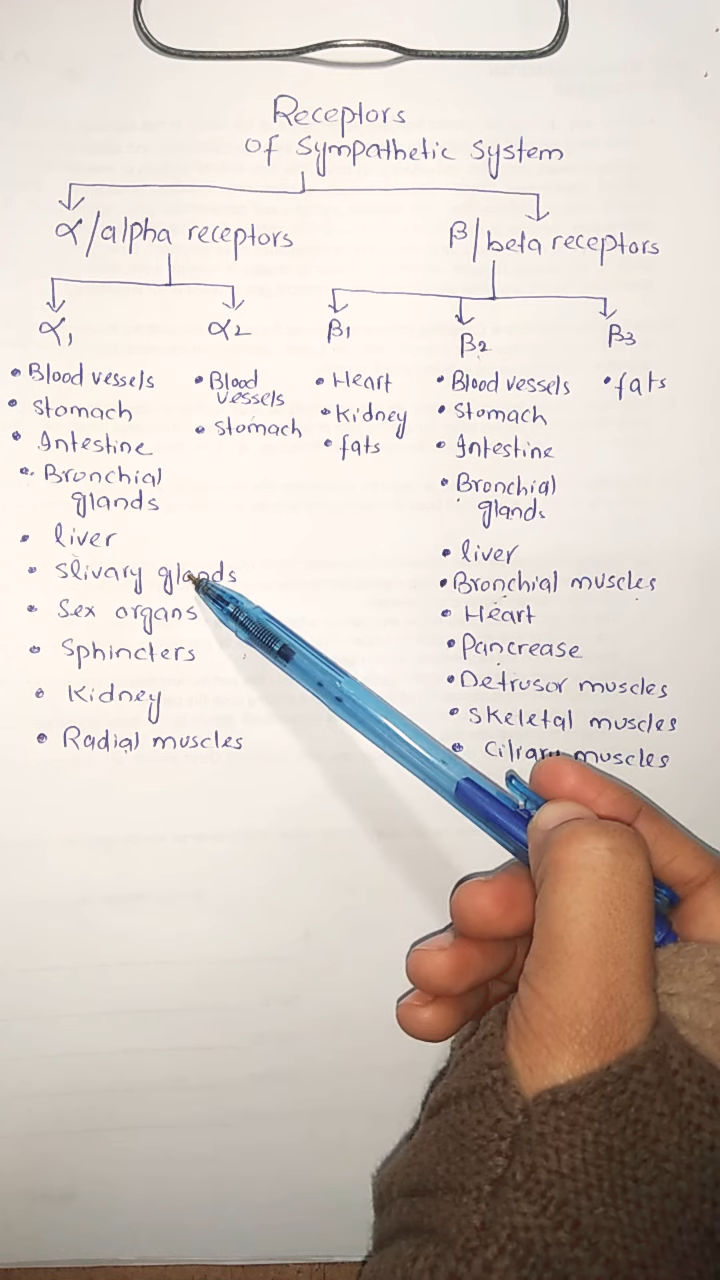 Receptors
of Sympathetic System
α/alpha receptors
β/beta receptors
α1
α2
β1
β2
β3
• Blood vessels
• Stomach
• Intestine
• Bronchial
glands
• liver
• Slivary glands
• Sex organs
• Sphincters
• Kidney
• Radial muscles
• Blood
vessels
• Stomach
• Heart
• Kidney
• fats
• Blood vessels
• Stomach
• Intestine
• Bronchial
glands
• liver
• Bronchial muscles
• Heart
• Pancrease
• Detrusor muscles
• Skeletal muscles
• Ciliary muscles
• fats